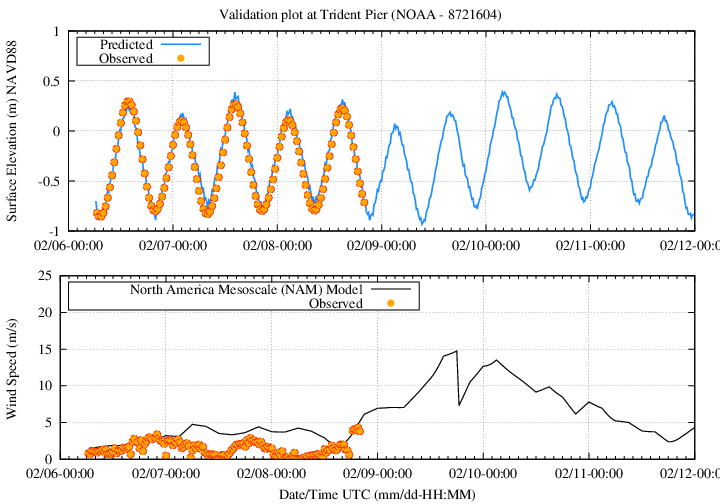 Validation plot at Trident Pier (NOAA - 8721604)
1
Predicted
Observed
0.5
0
-0.5
-1
Surface Elevation (m) NAVD88
02/06-00:00 02/07-00:00 02/08-00:00 02/09-00:00 02/10-00:00 02/11-00:00 02/12-00:00
25
North America Mesoscale (NAM) Model
Observed
20
15
10
5
0
Wind Speed (m/s)
02/06-00:00 02/07-00:00 02/08-00:00 02/09-00:00 02/10-00:00 02/11-00:00 02/12-00:00
Date/Time UTC (mm/dd-HH:MM)